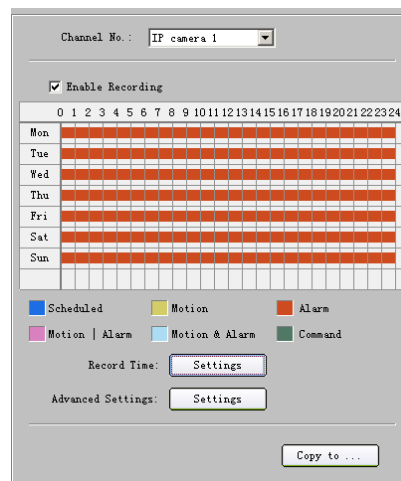 Channel No.: IP camera 1
Enable Recording
0 1 2 3 4 5 6 7 8 9 10 11 12 13 14 15 16 17 18 19 20 21 22 23 24
Mon
Tue
Wed
Thu
Fri
Sat
Sun
Scheduled Motion Alarm
Motion | Alarm Motion & Alarm Command
Record Time: Settings
Advanced Settings: Settings
Copy to ...